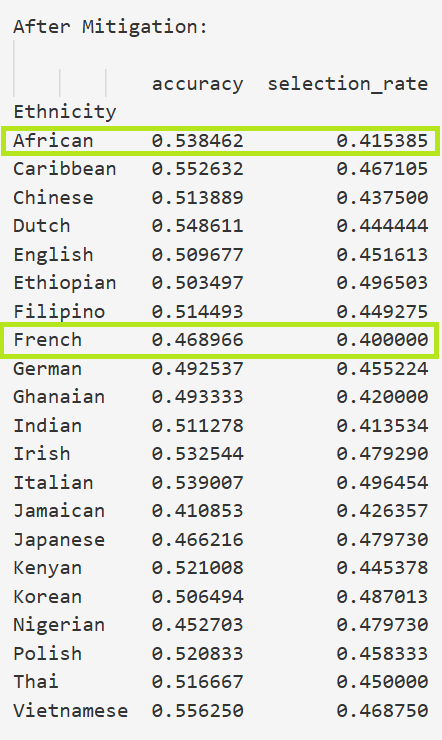 After Mitigation:
accuracy selection_rate
Ethnicity
African 0.538462 0.415385
Caribbean 0.552632 0.467105
Chinese 0.513889 0.437500
Dutch 0.548611 0.444444
English 0.509677 0.451613
Ethiopian 0.503497 0.496503
Filipino 0.514493 0.449275
French 0.468966 0.400000
German 0.492537 0.455224
Ghanaian 0.493333 0.420000
Indian 0.511278 0.413534
Irish 0.532544 0.479290
Italian 0.539007 0.496454
Jamaican 0.410853 0.426357
Japanese 0.466216 0.479730
Kenyan 0.521008 0.445378
Korean 0.506494 0.487013
Nigerian 0.452703 0.479730
Polish 0.520833 0.458333
Thai 0.516667 0.450000
Vietnamese 0.556250 0.468750